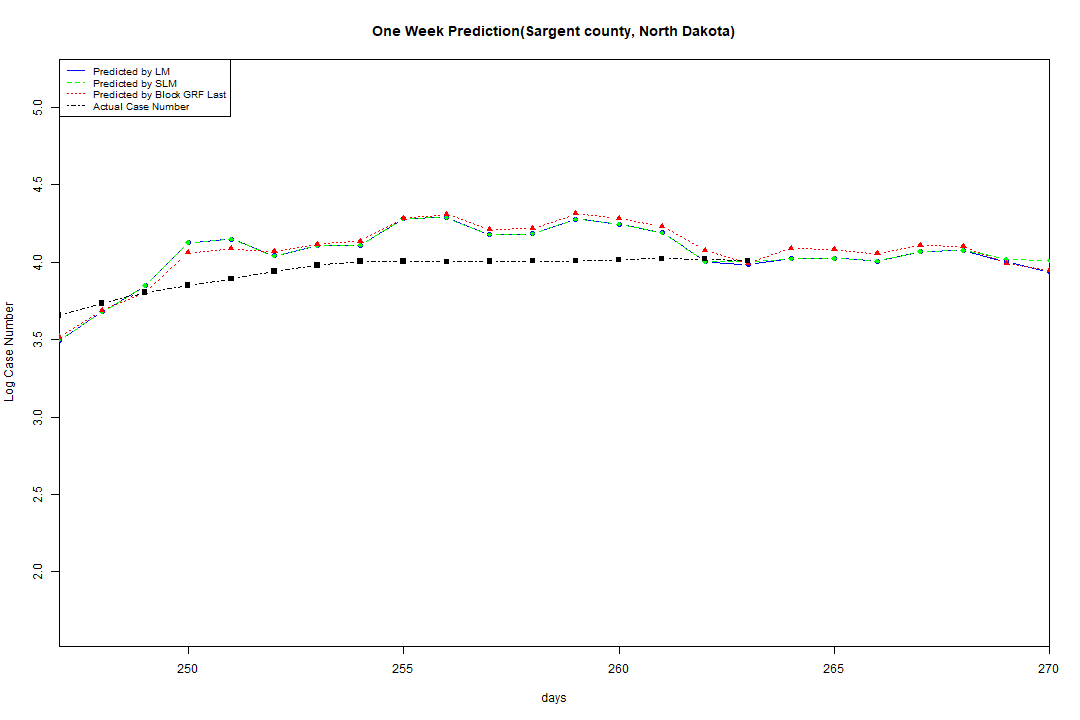 One Week Prediction(Sargent county, North Dakota)
Predicted by LM
Predicted by SLM
Predicted by Block GRF Last
Actual Case Number
5.0
4.5
4.0
3.5
3.0
2.5
2.0
Log Case Number
250 255 260 265 270
days